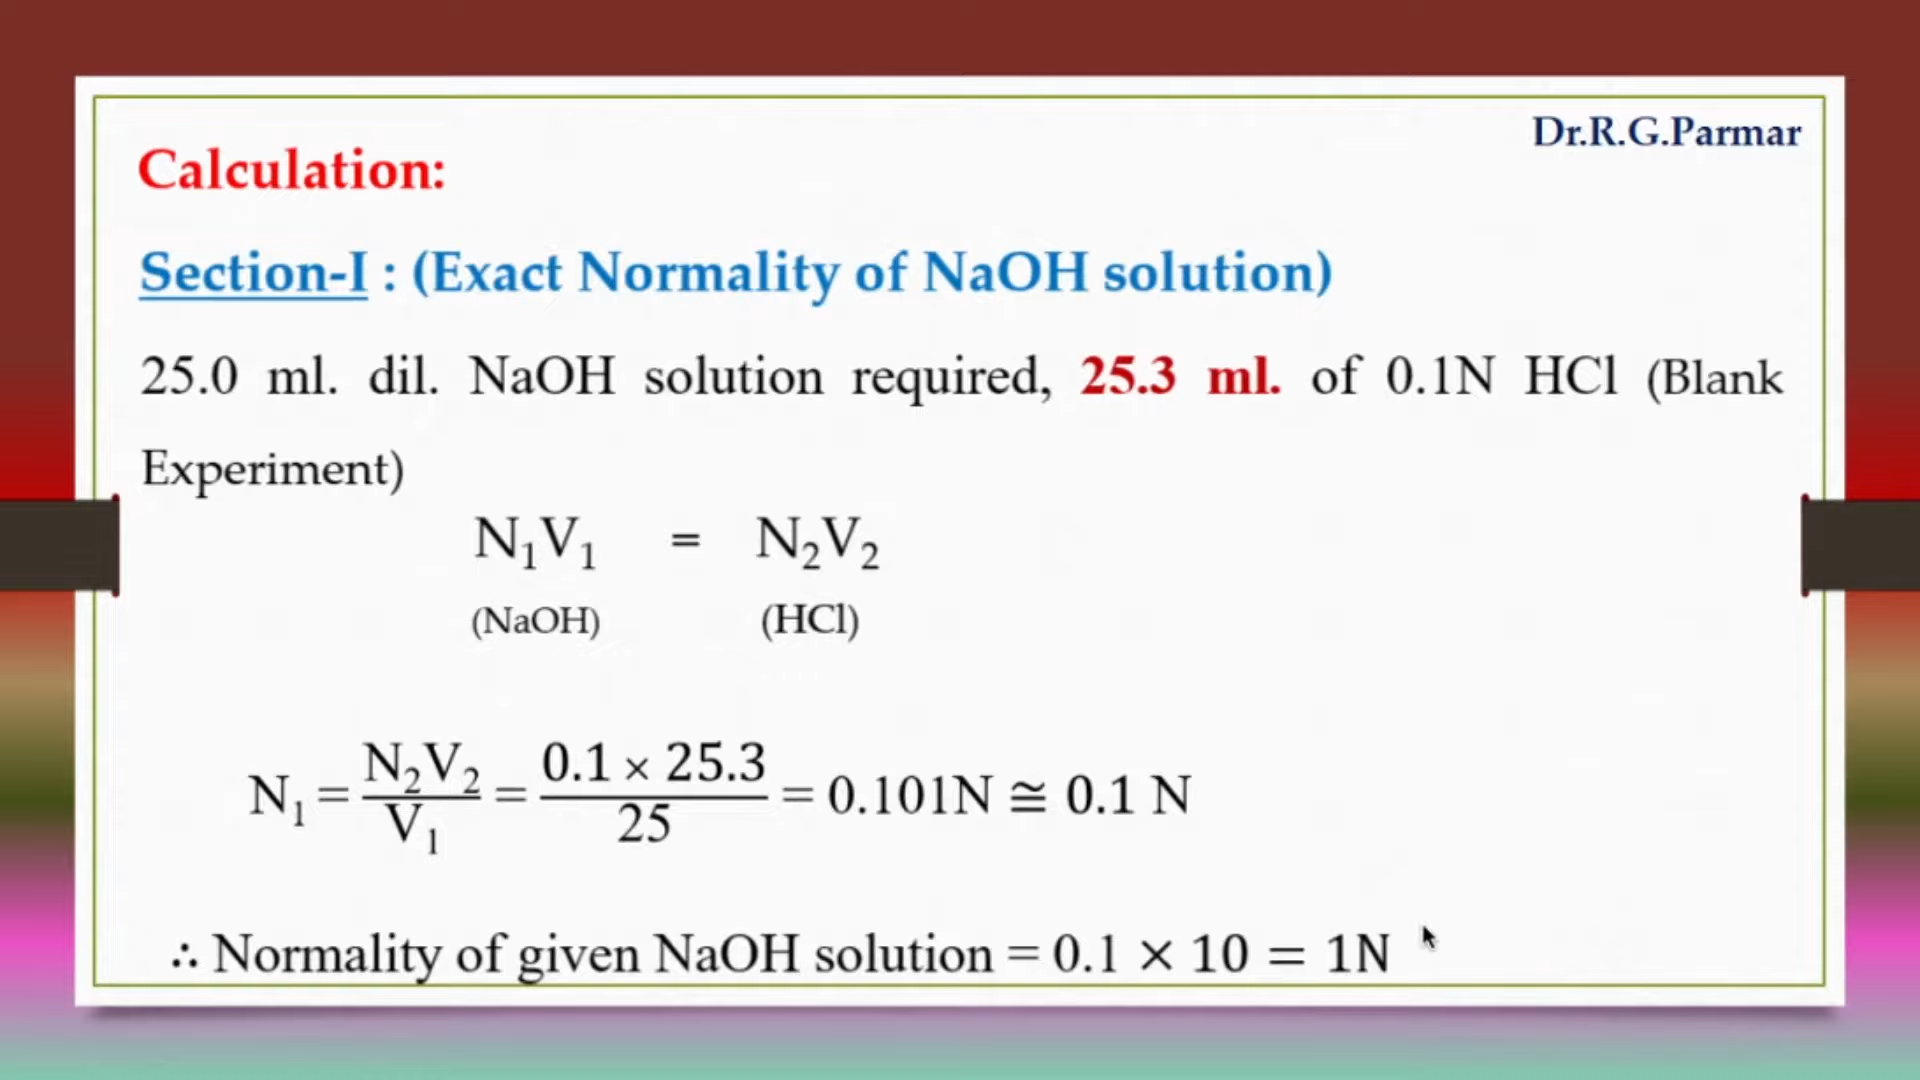 Dr.R.G.Parmar
Calculation:
Section-I : (Exact Normality of NaOH solution)
25.0 ml. dil. NaOH solution required, 25.3 ml. of 0.1N HCl (Blank
Experiment)
N₁V₁ = N₂V₂
(NaOH) (HCl)
N₁ = N₂V₂/V₁ = 0.1 × 25.3/25 = 0.101N ≅ 0.1 N
∴ Normality of given NaOH solution = 0.1 × 10 = 1N